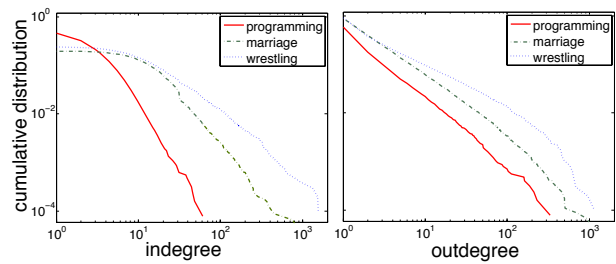 cumulative distribution
10^0
10^-2
10^-4
programming
marriage
wrestling
10^0
10^1
10^2
10^3
indegree
programming
marriage
wrestling
10^0
10^1
10^2
10^3
outdegree